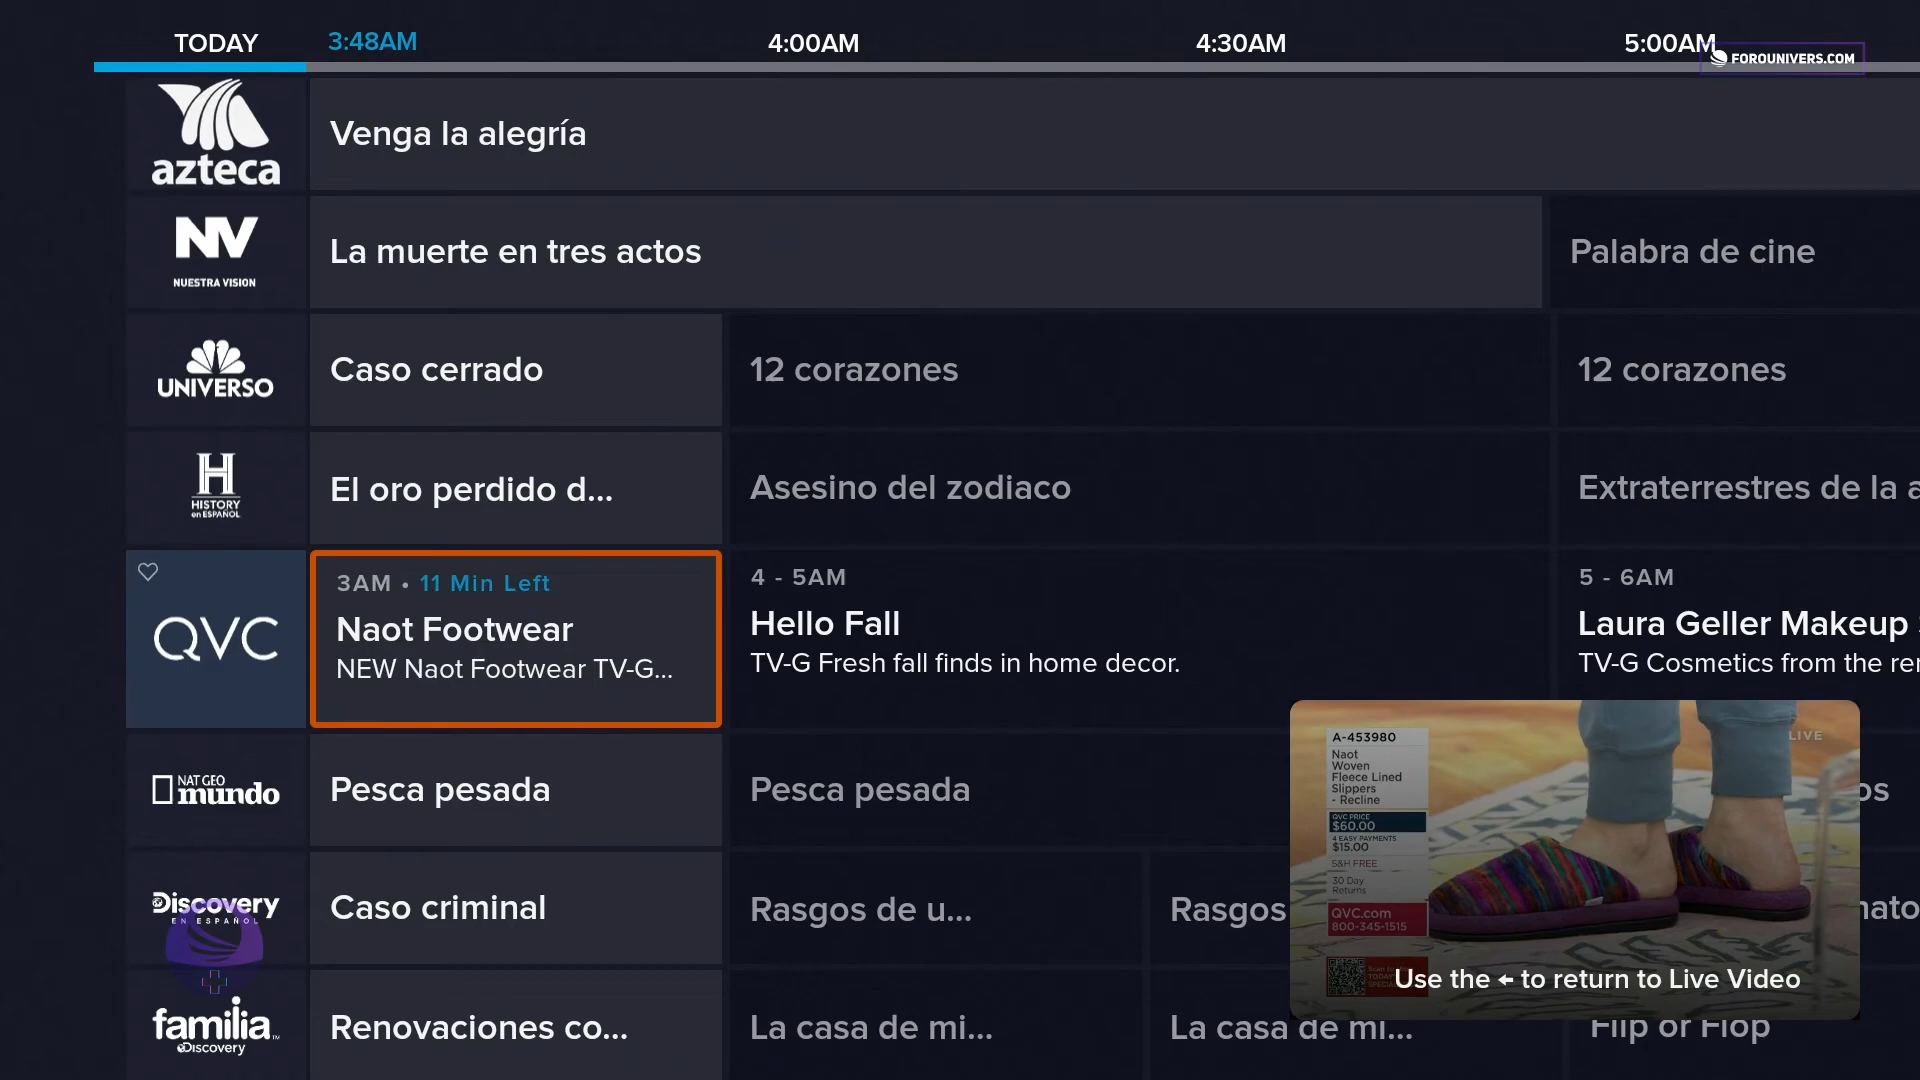 TODAY 3:48AM 4:00AM 4:30AM 5:00AM
FOROUNIVERS.COM
azteca
Venga la alegría
NV
NUESTRA VISION
La muerte en tres actos
Palabra de cine
UNIVERSO
Caso cerrado
12 corazones
12 corazones
H
HISTORY
en ESPAÑOL
El oro perdido d...
Asesino del zodiaco
Extraterrestres de la a
QVC
3AM • 11 Min Left
Naot Footwear
NEW Naot Footwear TV-G...
4 - 5AM
Hello Fall
TV-G Fresh fall finds in home decor.
5 - 6AM
Laura Geller Makeup
TV-G Cosmetics from the
NAT GEO
mundo
Pesca pesada
Pesca pesada
os
Discovery
EN ESPAÑOL
Caso criminal
Rasgos de u...
Rasgos
nato
familia
Discovery
Renovaciones co...
La casa de mi...
La casa de mi...
Flip or Flop
LIVE
A-453980
Naot
Woven
Fleece Lined
Slippers
- Recline
QVC PRICE
$60.00
4 EASY PAYMENTS
$15.00
S&H FREE
30 Day
Returns
QVC.com
800-345-1515
Use the ← to return to Live Video